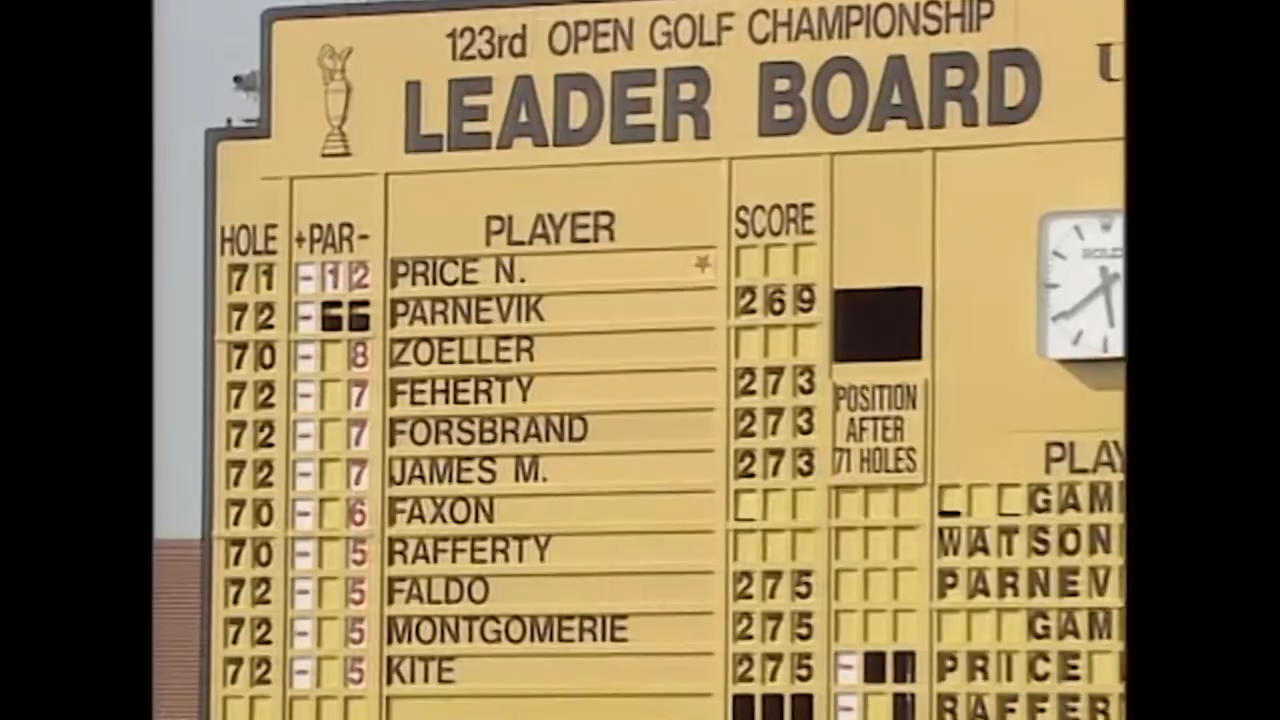 123rd OPEN GOLF CHAMPIONSHIP
LEADER BOARD
HOLE +PAR- PLAYER SCORE
71 -12 PRICE N.
72 - PARNEVIK 269
70 - 8 ZOELLER
72 - 7 FEHERTY 273
72 - 7 FORSBRAND 273
72 - 7 JAMES M. 273
70 - 6 FAXON
70 - 5 RAFFERTY
72 - 5 FALDO 275
72 - 5 MONTGOMERIE 275
72 - 5 KITE 275 -
POSITION
AFTER
71 HOLES
ROLEX
PLAY
GAM
WATSON
PARNEV
GAM
PRICE
RAFFER